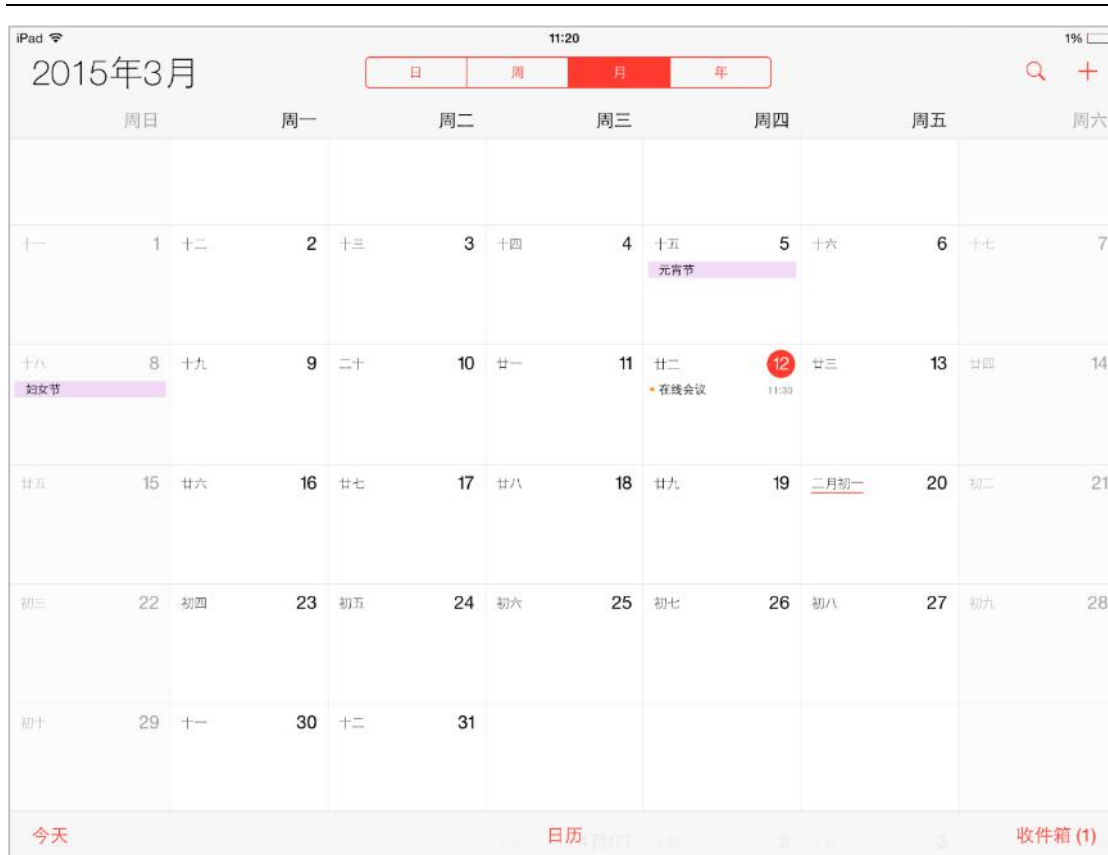 iPad 11:20 1%
2015年3月 日 周 月 年
周日 周一 周二 周三 周四 周五 周六
十一 1 十二 2 十三 3 十四 4 十五 5 十六 6 十七 7
元宵节
十八 8 十九 9 二十 10 廿一 11 廿二 12 廿三 13 廿四 14
妇女节 在线会议 11:30
廿五 15 廿六 16 廿七 17 廿八 18 廿九 19 二月初一 20 初二 21
初三 22 初四 23 初五 24 初六 25 初七 26 初八 27 初九 28
初十 29 十一 30 十二 31
今天 日历 收件箱 (1)
4月1日 2 3